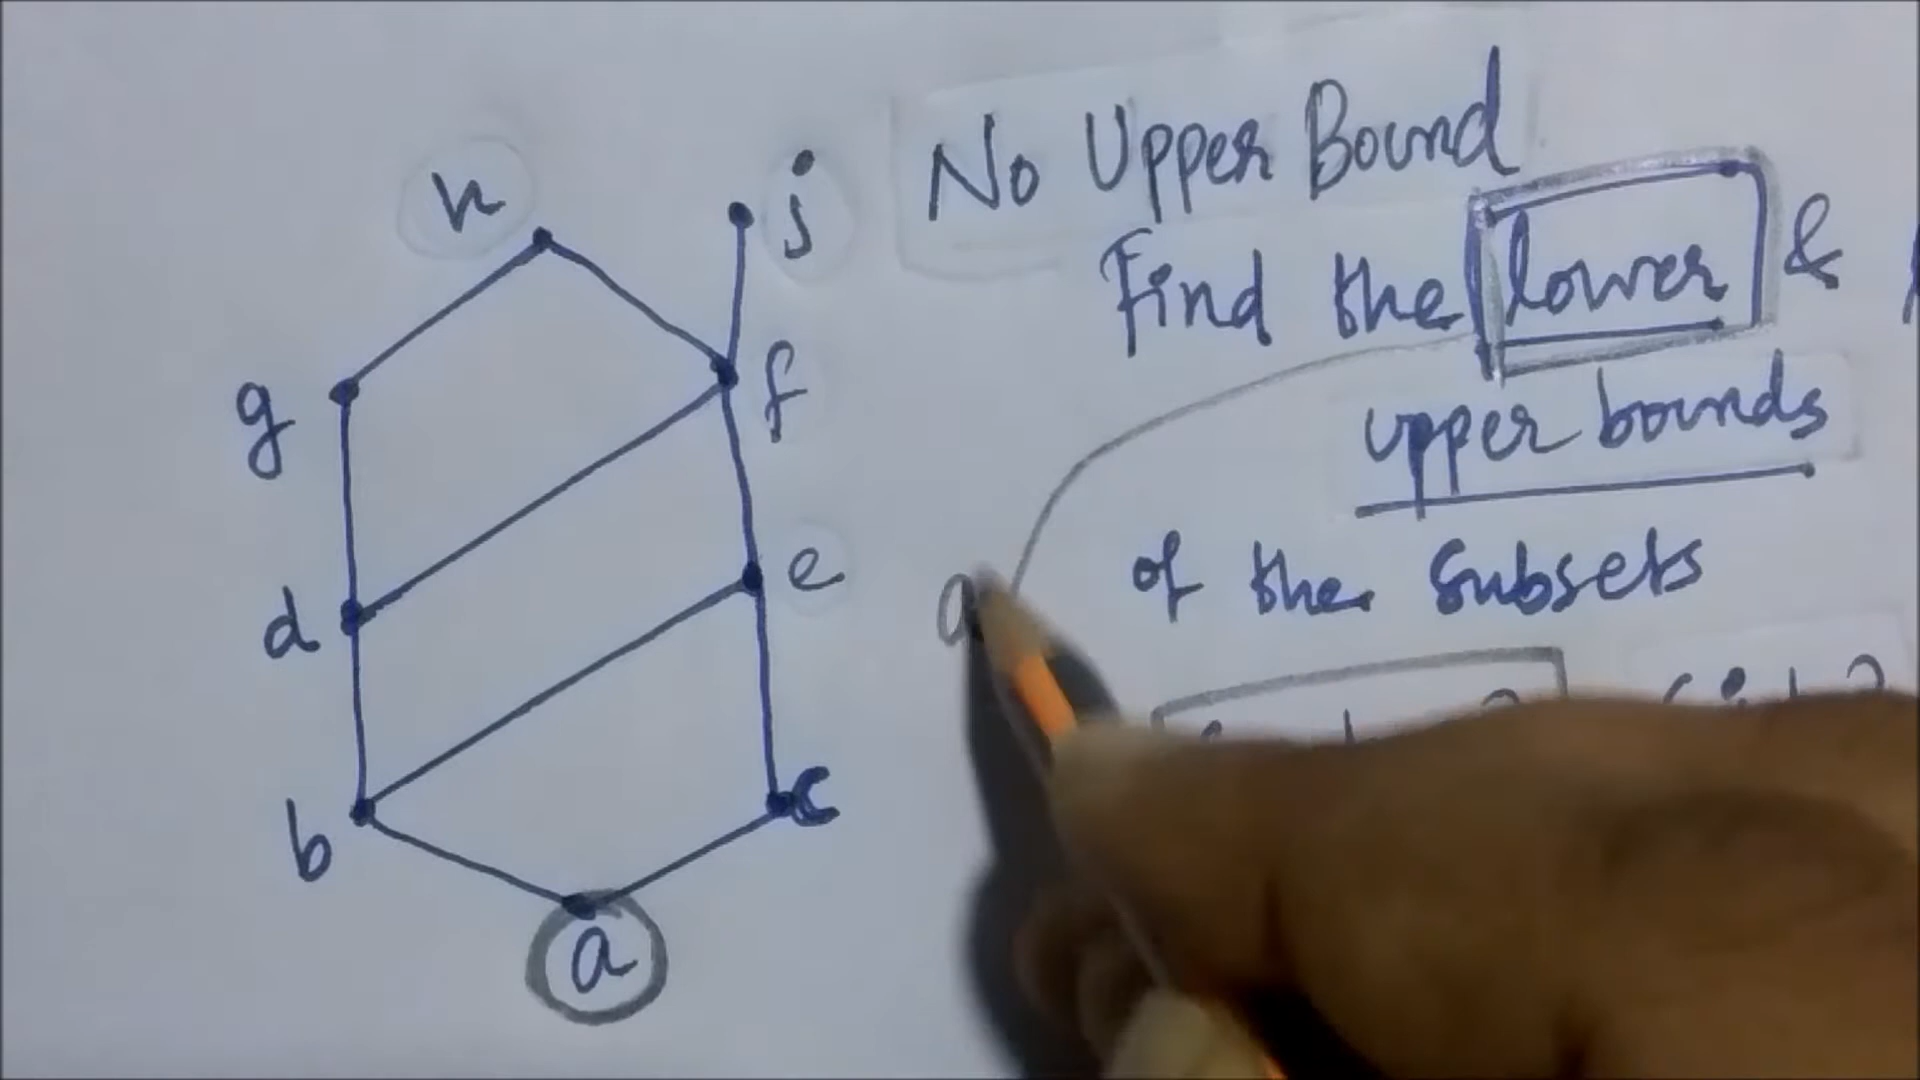 No Upper Bound
Find the lower &
upper bounds
of the subsets
h
j
g
f
d
e
b
c
a
a